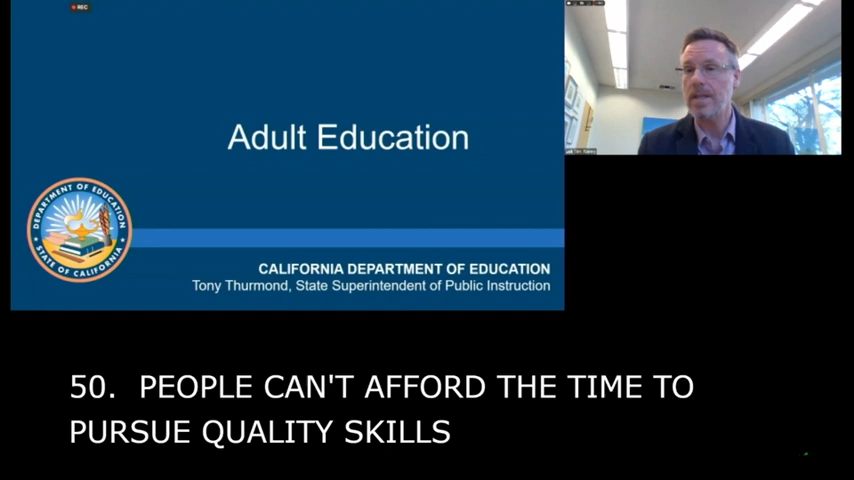 REC
Adult Education
DEPARTMENT OF EDUCATION
STATE OF CALIFORNIA
CALIFORNIA DEPARTMENT OF EDUCATION
Tony Thurmond, State Superintendent of Public Instruction
50.  PEOPLE CAN'T AFFORD THE TIME TO
PURSUE QUALITY SKILLS